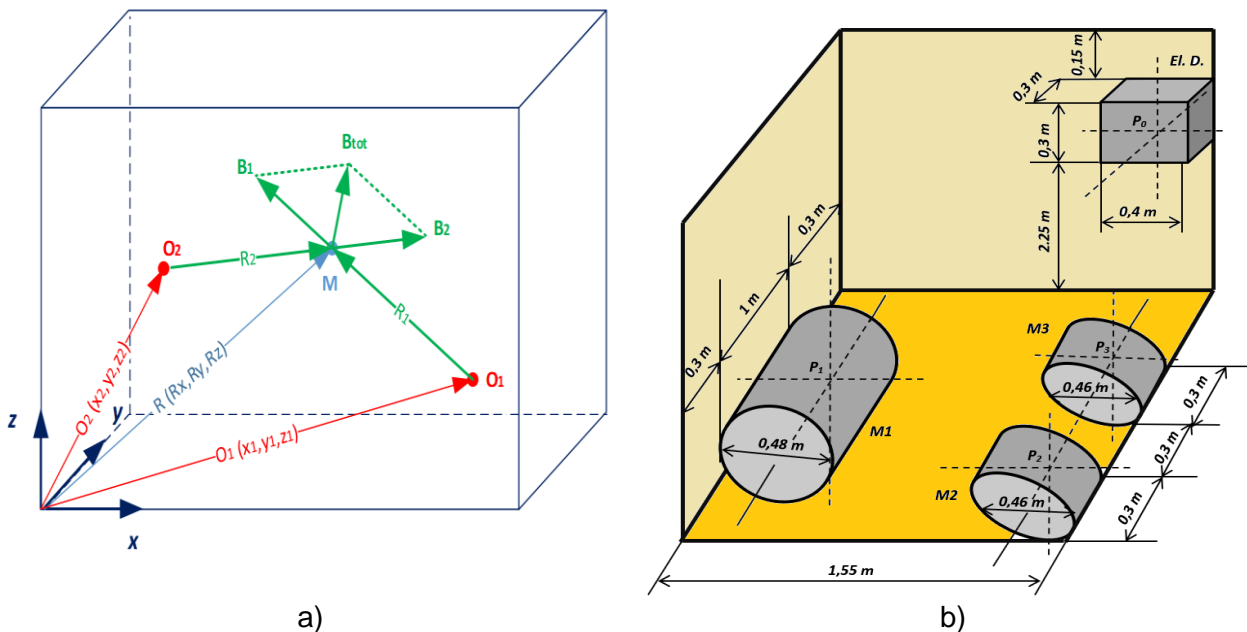 B1
Btot
B2
O2
R2
M
R1
O1
O2 (x2, y2, z2)
R (Rx, Ry, Rz)
O1 (x1,y1,z1)
z
y
x
a)
0,15 m
El. D.
0,3 m
P0
0,3 m
0,4 m
2.25 m
0,3 m
1 m
0,3 m
P1
M1
0,48 m
M3
P3
0,46 m
0,3 m
0,3 m
P2
M2
0,46 m
0,3 m
1,55 m
b)